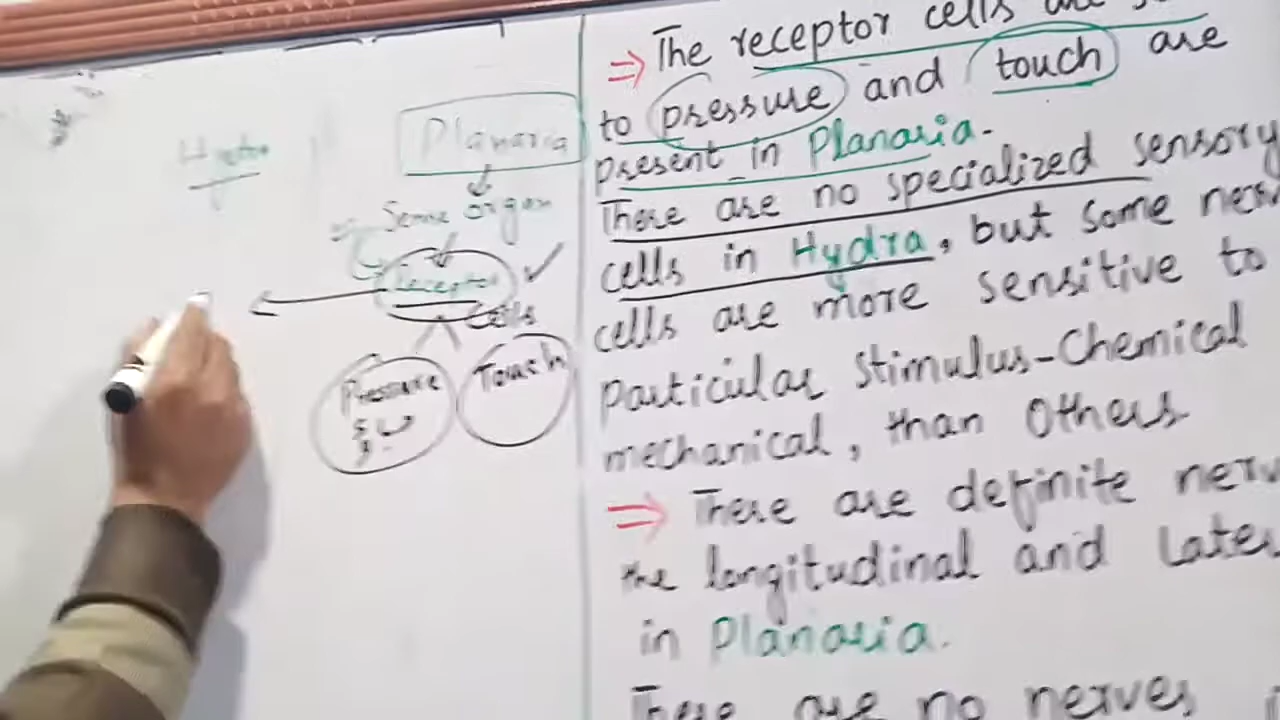 Hydra
Planaria
Sense organ
Receptor
cells
Pressure
Touch
⇒ The receptor cells are
to pressure and touch are
present in Planaria.
There are no specialized sensory
cells in Hydra, but some
cells are more sensitive to
particular stimulus-Chemical
mechanical, than others
⇒ There are definite
the longitudinal and
in Planaria.
There are no nerves